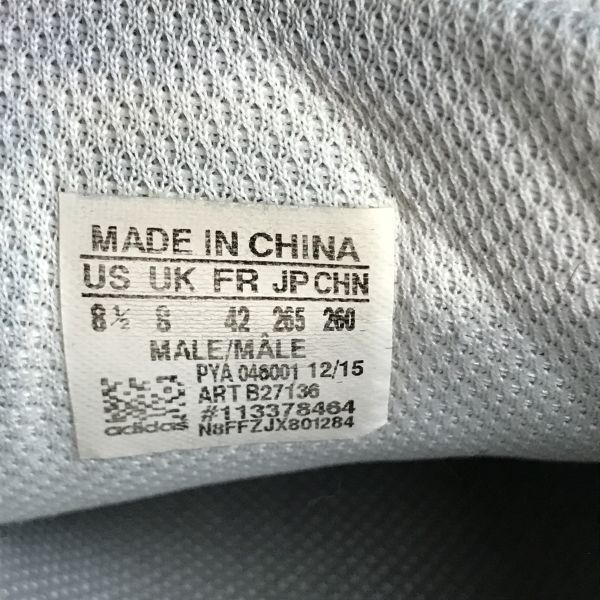 MADE IN CHINA
US UK FR JP CHN
8½ 8 42 265 260
MALE/MÂLE
PYA 046001 12/15
ART B27136
#113378464
adidas N8FFZJX801284